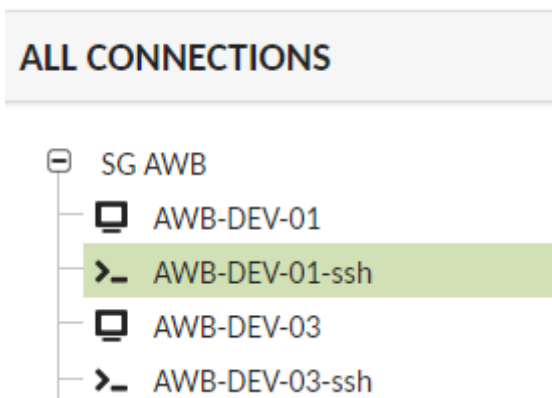 ALL CONNECTIONS
SG AWB
AWB-DEV-01
AWB-DEV-01-ssh
AWB-DEV-03
AWB-DEV-03-ssh